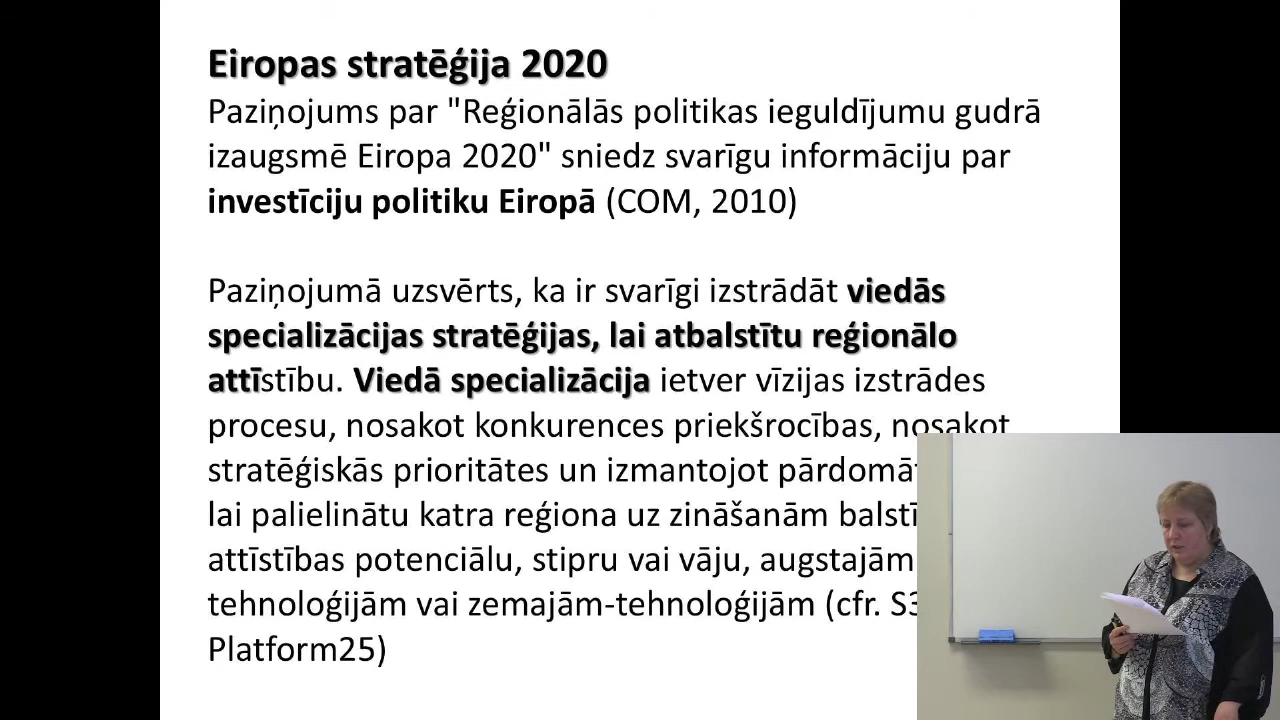 Eiropas stratēģija 2020
Paziņojums par "Reģionālās politikas ieguldījumu gudrā
izaugsmē Eiropa 2020" sniedz svarīgu informāciju par
investīciju politiku Eiropā (COM, 2010)
Paziņojumā uzsvērts, ka ir svarīgi izstrādāt viedās
specializācijas stratēģijas, lai atbalstītu reģionālo
attīstību. Viedā specializācija ietver vīzijas izstrādes
procesu, nosakot konkurences priekšrocības, nosakot
stratēģiskās prioritātes un izmantojot
lai palielinātu katra reģiona uz zināšanām
attīstības potenciālu, stipru vai vāju, augstajām
tehnoloģijām vai zemajām-tehnoloģijām (cfr. S3
Platform25)